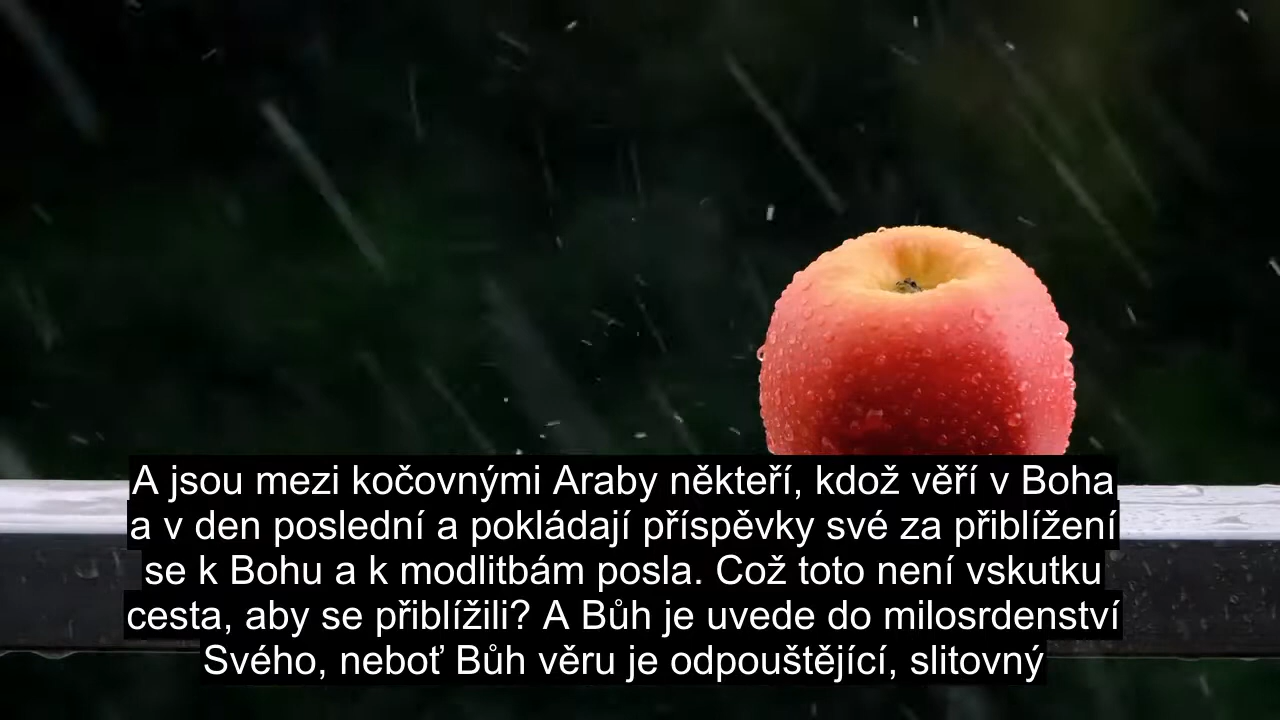 A jsou mezi kočovnými Araby někteří, kdož věří v Boha
a v den poslední a pokládají příspěvky své za přiblížení
se k Bohu a k modlitbám posla. Což toto není vskutku
cesta, aby se přiblížili? A Bůh je uvede do milosrdenství
Svého, neboť Bůh věru je odpouštějící, slitovný